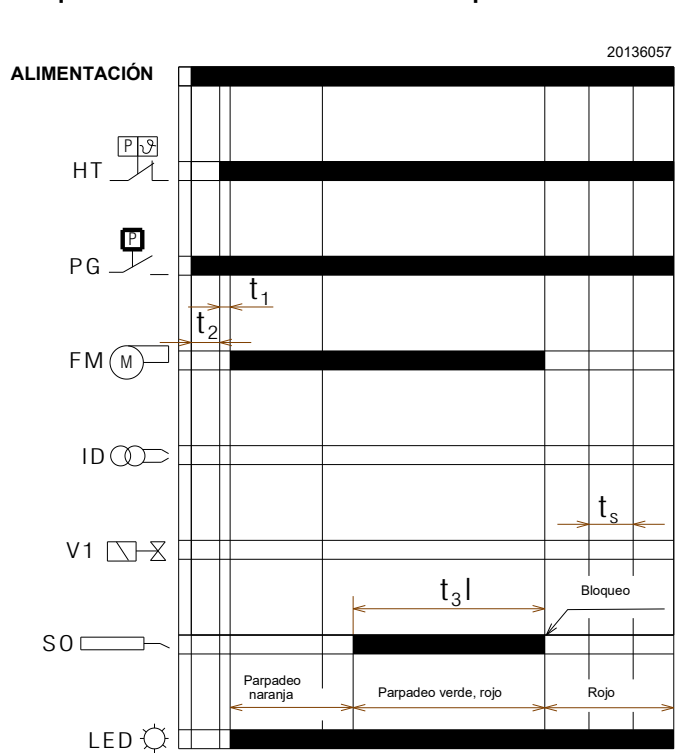 20136057
ALIMENTACIÓN
P ϑ
HT
P
PG
t1
t2
FM M
ID
ts
V1
t3l
Bloqueo
SO
Parpadeo
naranja
Parpadeo verde, rojo
Rojo
LED